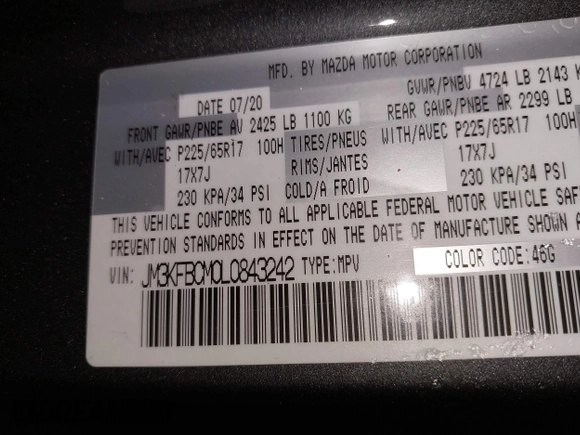 MFD. BY MAZDA MOTOR CORPORATION
DATE 07/20 GVWR/PNBV 4724 LB 2143 K
FRONT GAWR/PNBE AV 2425 LB 1100 KG REAR GAWR/PNBE AR 2299 LB
WITH/AVEC P225/65R17 100H TIRES/PNEUS WITH/AVEC P225/65R17 100H
17X7J RIMS/JANTES 17X7J
230 KPA/34 PSI COLD/A FROID 230 KPA/34 PSI
THIS VEHICLE CONFORMS TO ALL APPLICABLE FEDERAL MOTOR VEHICLE SAF
PREVENTION STANDARDS IN EFFECT ON THE DATE OF MANUFACTURE SHOWN A
VIN: JM3KFBCM0L0843242 TYPE:MPV COLOR CODE:46G